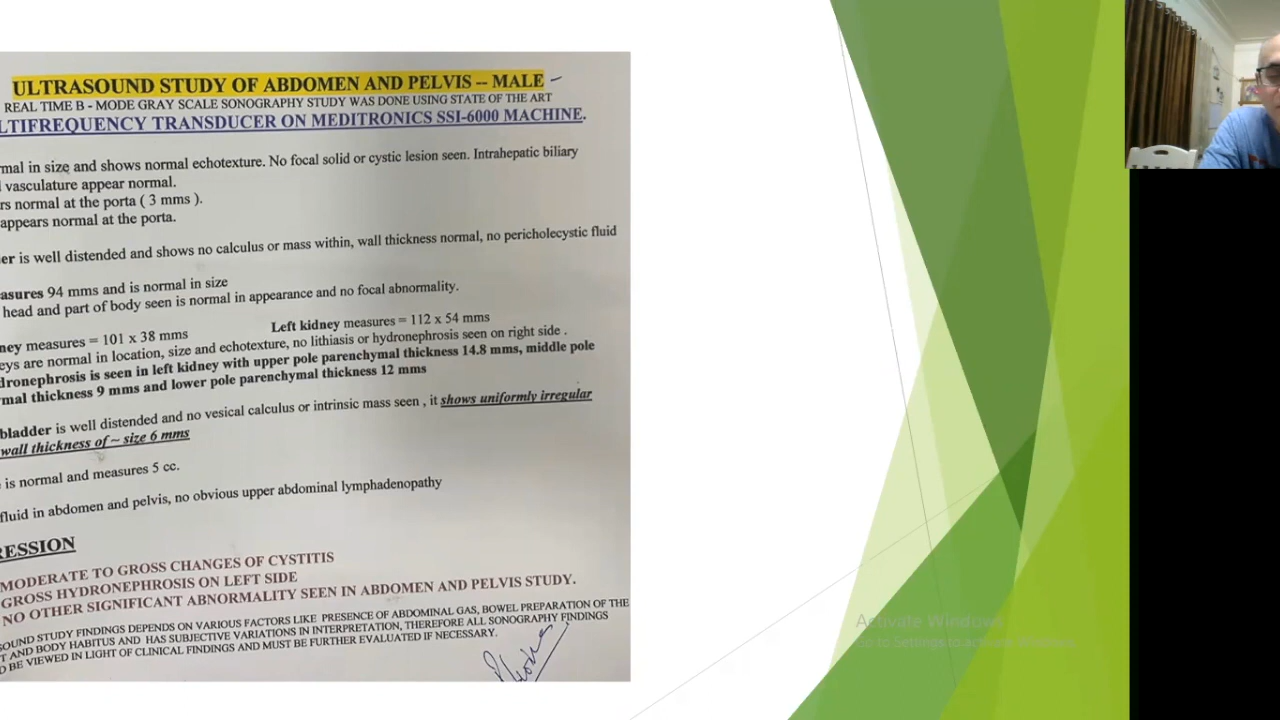 ULTRASOUND STUDY OF ABDOMEN AND PELVIS -- MALE
REAL TIME B - MODE GRAY SCALE SONOGRAPHY STUDY WAS DONE USING STATE OF THE ART
LTIFREQUENCY TRANSDUCER ON MEDITRONICS SSI-6000 MACHINE.
rmal in size and shows normal echotexture. No focal solid or cystic lesion seen. Intrahepatic biliary
vasculature appear normal.
rs normal at the porta ( 3 mms ).
appears normal at the porta.
er is well distended and shows no calculus or mass within, wall thickness normal, no pericholecystic fluid
asures 94 mms and is normal in size
head and part of body seen is normal in appearance and no focal abnormality.
ney measures = 101 x 38 mms Left kidney measures = 112 x 54 mms
eys are normal in location, size and echotexture, no lithiasis or hydronephrosis seen on right side .
dronephrosis is seen in left kidney with upper pole parenchymal thickness 14.8 mms, middle pole
mal thickness 9 mms and lower pole parenchymal thickness 12 mms
bladder is well distended and no vesical calculus or intrinsic mass seen , it shows uniformly irregular
wall thickness of ~ size 6 mms
is normal and measures 5 cc.
fluid in abdomen and pelvis, no obvious upper abdominal lymphadenopathy
RESSION
MODERATE TO GROSS CHANGES OF CYSTITIS
GROSS HYDRONEPHROSIS ON LEFT SIDE
NO OTHER SIGNIFICANT ABNORMALITY SEEN IN ABDOMEN AND PELVIS STUDY.
SOUND STUDY FINDINGS DEPENDS ON VARIOUS FACTORS LIKE PRESENCE OF ABDOMINAL GAS, BOWEL PREPARATION OF THE
T AND BODY HABITUS AND HAS SUBJECTIVE VARIATIONS IN INTERPRETATION, THEREFORE ALL SONOGRAPHY FINDINGS
D BE VIEWED IN LIGHT OF CLINICAL FINDINGS AND MUST BE FURTHER EVALUATED IF NECESSARY.
Activate Windows
Go to Settings to activate Windows.